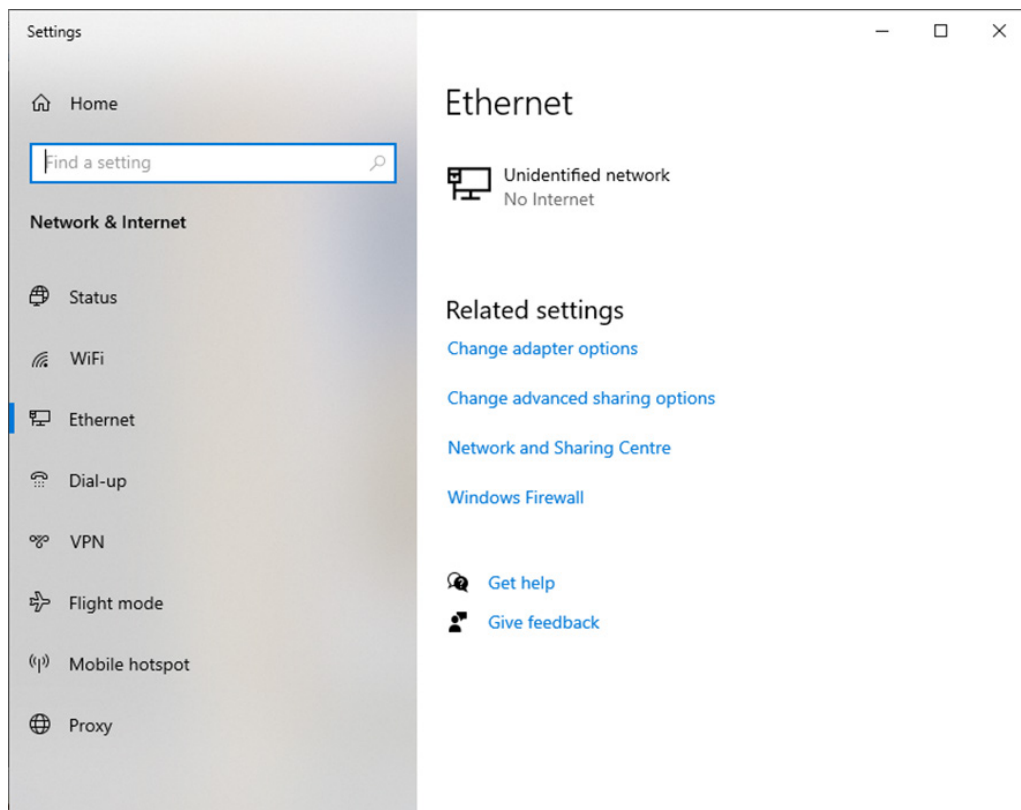 Settings
Home
Find a setting
Network & Internet
Status
WiFi
Ethernet
Dial-up
VPN
Flight mode
Mobile hotspot
Proxy
Ethernet
Unidentified network
No Internet
Related settings
Change adapter options
Change advanced sharing options
Network and Sharing Centre
Windows Firewall
Get help
Give feedback